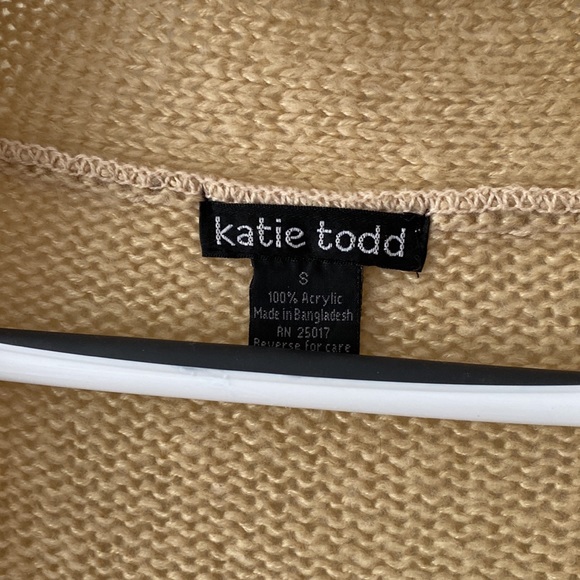 katie todd
S
100% Acrylic
Made in Bangladesh
RN 25017
Reverse for care